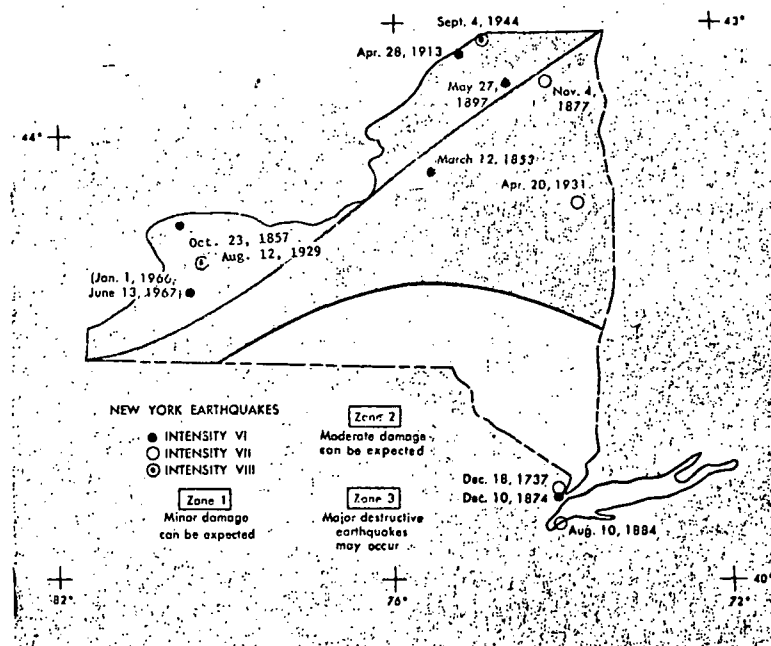 Sept. 4, 1944
43°
Apr. 28, 1913
May 27,
1897
Nov. 4,
1877
44°
March 12, 1853
Apr. 20, 1931
Oct. 23, 1857
Aug. 12, 1929
(Jan. 1, 1966,
June 13, 1967)
NEW YORK EARTHQUAKES
INTENSITY VI
INTENSITY VII
INTENSITY VIII
Zone 1
Minor damage
can be expected
Zone 2
Moderate damage
can be expected
Zone 3
Major destructive
earthquakes
may occur
Dec. 18, 1737
Dec. 10, 1874
Aug. 10, 1884
82°
76°
72°
40°